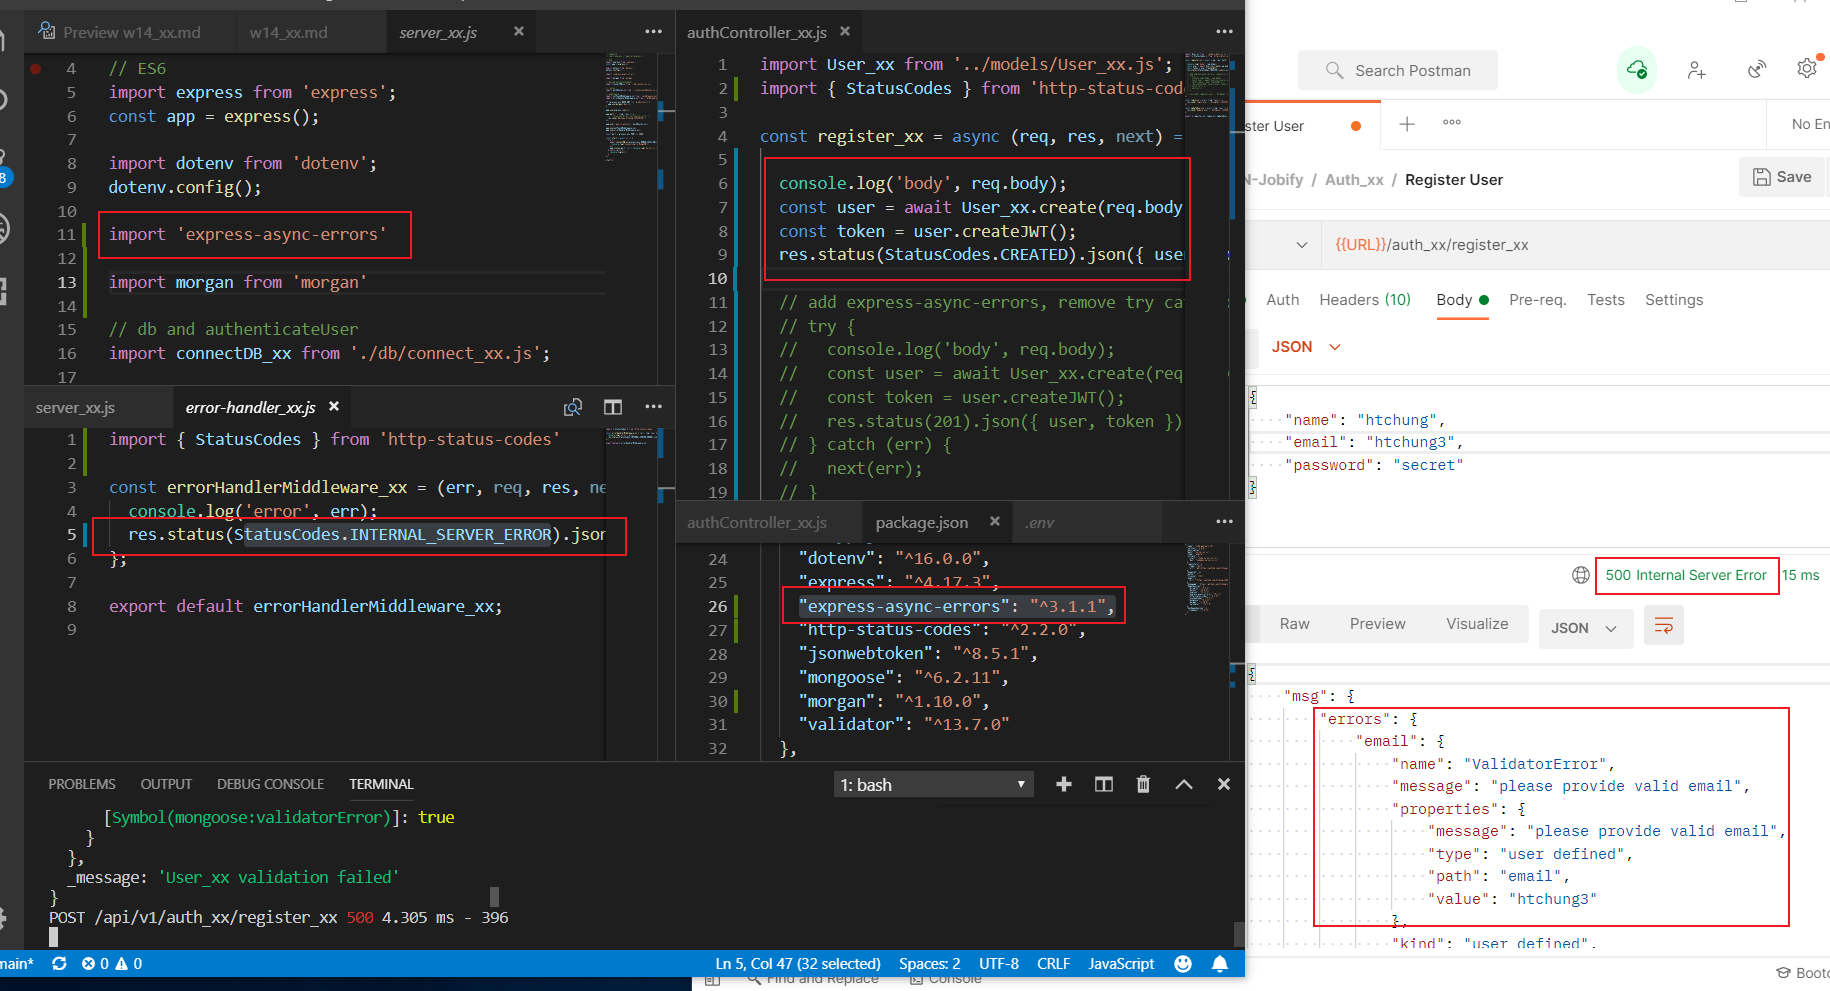 Preview w14_xx.md
w14_xx.md
server_xx.js
4 // ES6
5 import express from 'express';
6 const app = express();
7
8 import dotenv from 'dotenv';
9 dotenv.config();
10
11 import 'express-async-errors'
12
13 import morgan from 'morgan'
14
15 // db and authenticateUser
16 import connectDB_xx from './db/connect_xx.js';
17
server_xx.js
error-handler_xx.js
1 import { StatusCodes } from 'http-status-codes'
2
3 const errorHandlerMiddleware_xx = (err, req, res, ne
4 console.log('error', err);
5 res.status(StatusCodes.INTERNAL_SERVER_ERROR).json
6 };
7
8 export default errorHandlerMiddleware_xx;
9
authController_xx.js
1 import User_xx from '../models/User_xx.js';
2 import { StatusCodes } from 'http-status-cod
3
4 const register_xx = async (req, res, next) =
5
6 console.log('body', req.body);
7 const user = await User_xx.create(req.body
8 const token = user.createJWT();
9 res.status(StatusCodes.CREATED).json({ use
10
11 // add express-async-errors, remove try ca
12 // try {
13 // console.log('body', req.body);
14 // const user = await User_xx.create(req
15 // const token = user.createJWT();
16 // res.status(201).json({ user, token })
17 // } catch (err) {
18 // next(err);
19 // }
authController_xx.js
package.json
.env
24 "dotenv": "^16.0.0",
25 "express": "^4.17.3",
26 "express-async-errors": "^3.1.1",
27 "http-status-codes": "^2.2.0",
28 "jsonwebtoken": "^8.5.1",
29 "mongoose": "^6.2.11",
30 "morgan": "^1.10.0",
31 "validator": "^13.7.0"
32 },
PROBLEMS OUTPUT DEBUG CONSOLE TERMINAL
1: bash
[Symbol(mongoose:validatorError)]: true
}
},
_message: 'User_xx validation failed'
}
POST /api/v1/auth_xx/register_xx 500 4.305 ms - 396
main* 0 0
Ln 5, Col 47 (32 selected) Spaces: 2 UTF-8 CRLF JavaScript
8
Search Postman
ster User
No En
N-Jobify / Auth_xx / Register User
Save
{{URL}}/auth_xx/register_xx
Auth Headers (10) Body Pre-req. Tests Settings
JSON
{
"name": "htchung",
"email": "htchung3",
"password": "secret"
}
500 Internal Server Error 15 ms
Raw Preview Visualize JSON
{
"msg": {
"errors": {
"email": {
"name": "ValidatorError",
"message": "please provide valid email",
"properties": {
"message": "please provide valid email",
"type": "user defined",
"path": "email",
"value": "htchung3"
},
"kind": "user defined",
Find and Replace Console
Bootc